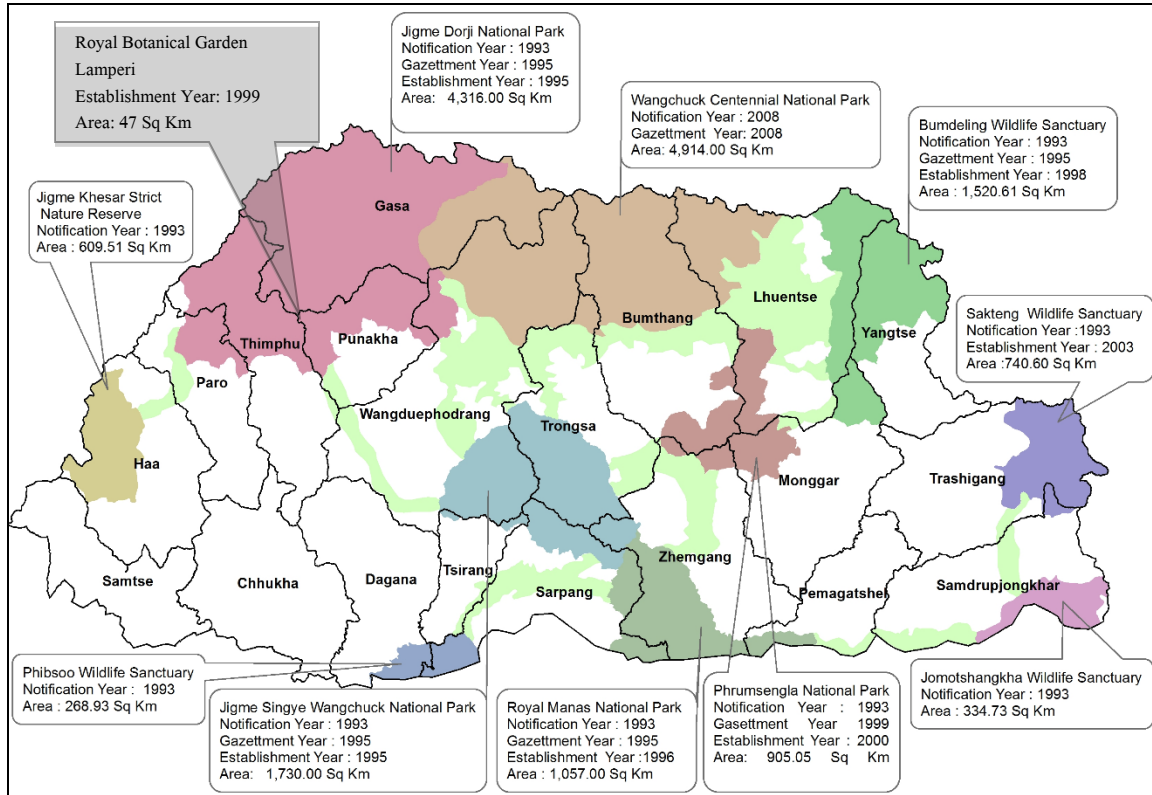 Royal Botanical Garden
Lamperi
Establishment Year: 1999
Area: 47 Sq Km
Jigme Dorji National Park
Notification Year : 1993
Gazettment Year : 1995
Establishment Year : 1995
Area: 4,316.00 Sq Km
Wangchuck Centennial National Park
Notification Year : 2008
Gazettment Year: 2008
Area: 4,914.00 Sq Km
Bumdeling Wildlife Sanctuary
Notification Year : 1993
Gazettment Year : 1995
Establishment Year : 1998
Area : 1,520.61 Sq Km
Jigme Khesar Strict
Nature Reserve
Notification Year : 1993
Area : 609.51 Sq Km
Sakteng Wildlife Sanctuary
Notification Year :1993
Establishment Year : 2003
Area :740.60 Sq Km
Gasa
Lhuentse
Bumthang
Yangtse
Punakha
Thimphu
Paro
Wangduephodrang
Trongsa
Haa
Monggar
Trashigang
Zhemgang
Samtse
Chhukha
Dagana
Tsirang
Sarpang
Pemagatshel
Samdrupjongkhar
Phibsoo Wildlife Sanctuary
Notification Year : 1993
Area : 268.93 Sq Km
Jigme Singye Wangchuck National Park
Notification Year : 1993
Gazettment Year : 1995
Establishment Year : 1995
Area: 1,730.00 Sq Km
Royal Manas National Park
Notification Year : 1993
Gazettment Year : 1995
Establishment Year :1996
Area : 1,057.00 Sq Km
Phrumsengla National Park
Notification Year : 1993
Gasettment Year 1999
Establishment Year : 2000
Area: 905.05 Sq Km
Jomotshangkha Wildlife Sanctuary
Notification Year : 1993
Area : 334.73 Sq Km